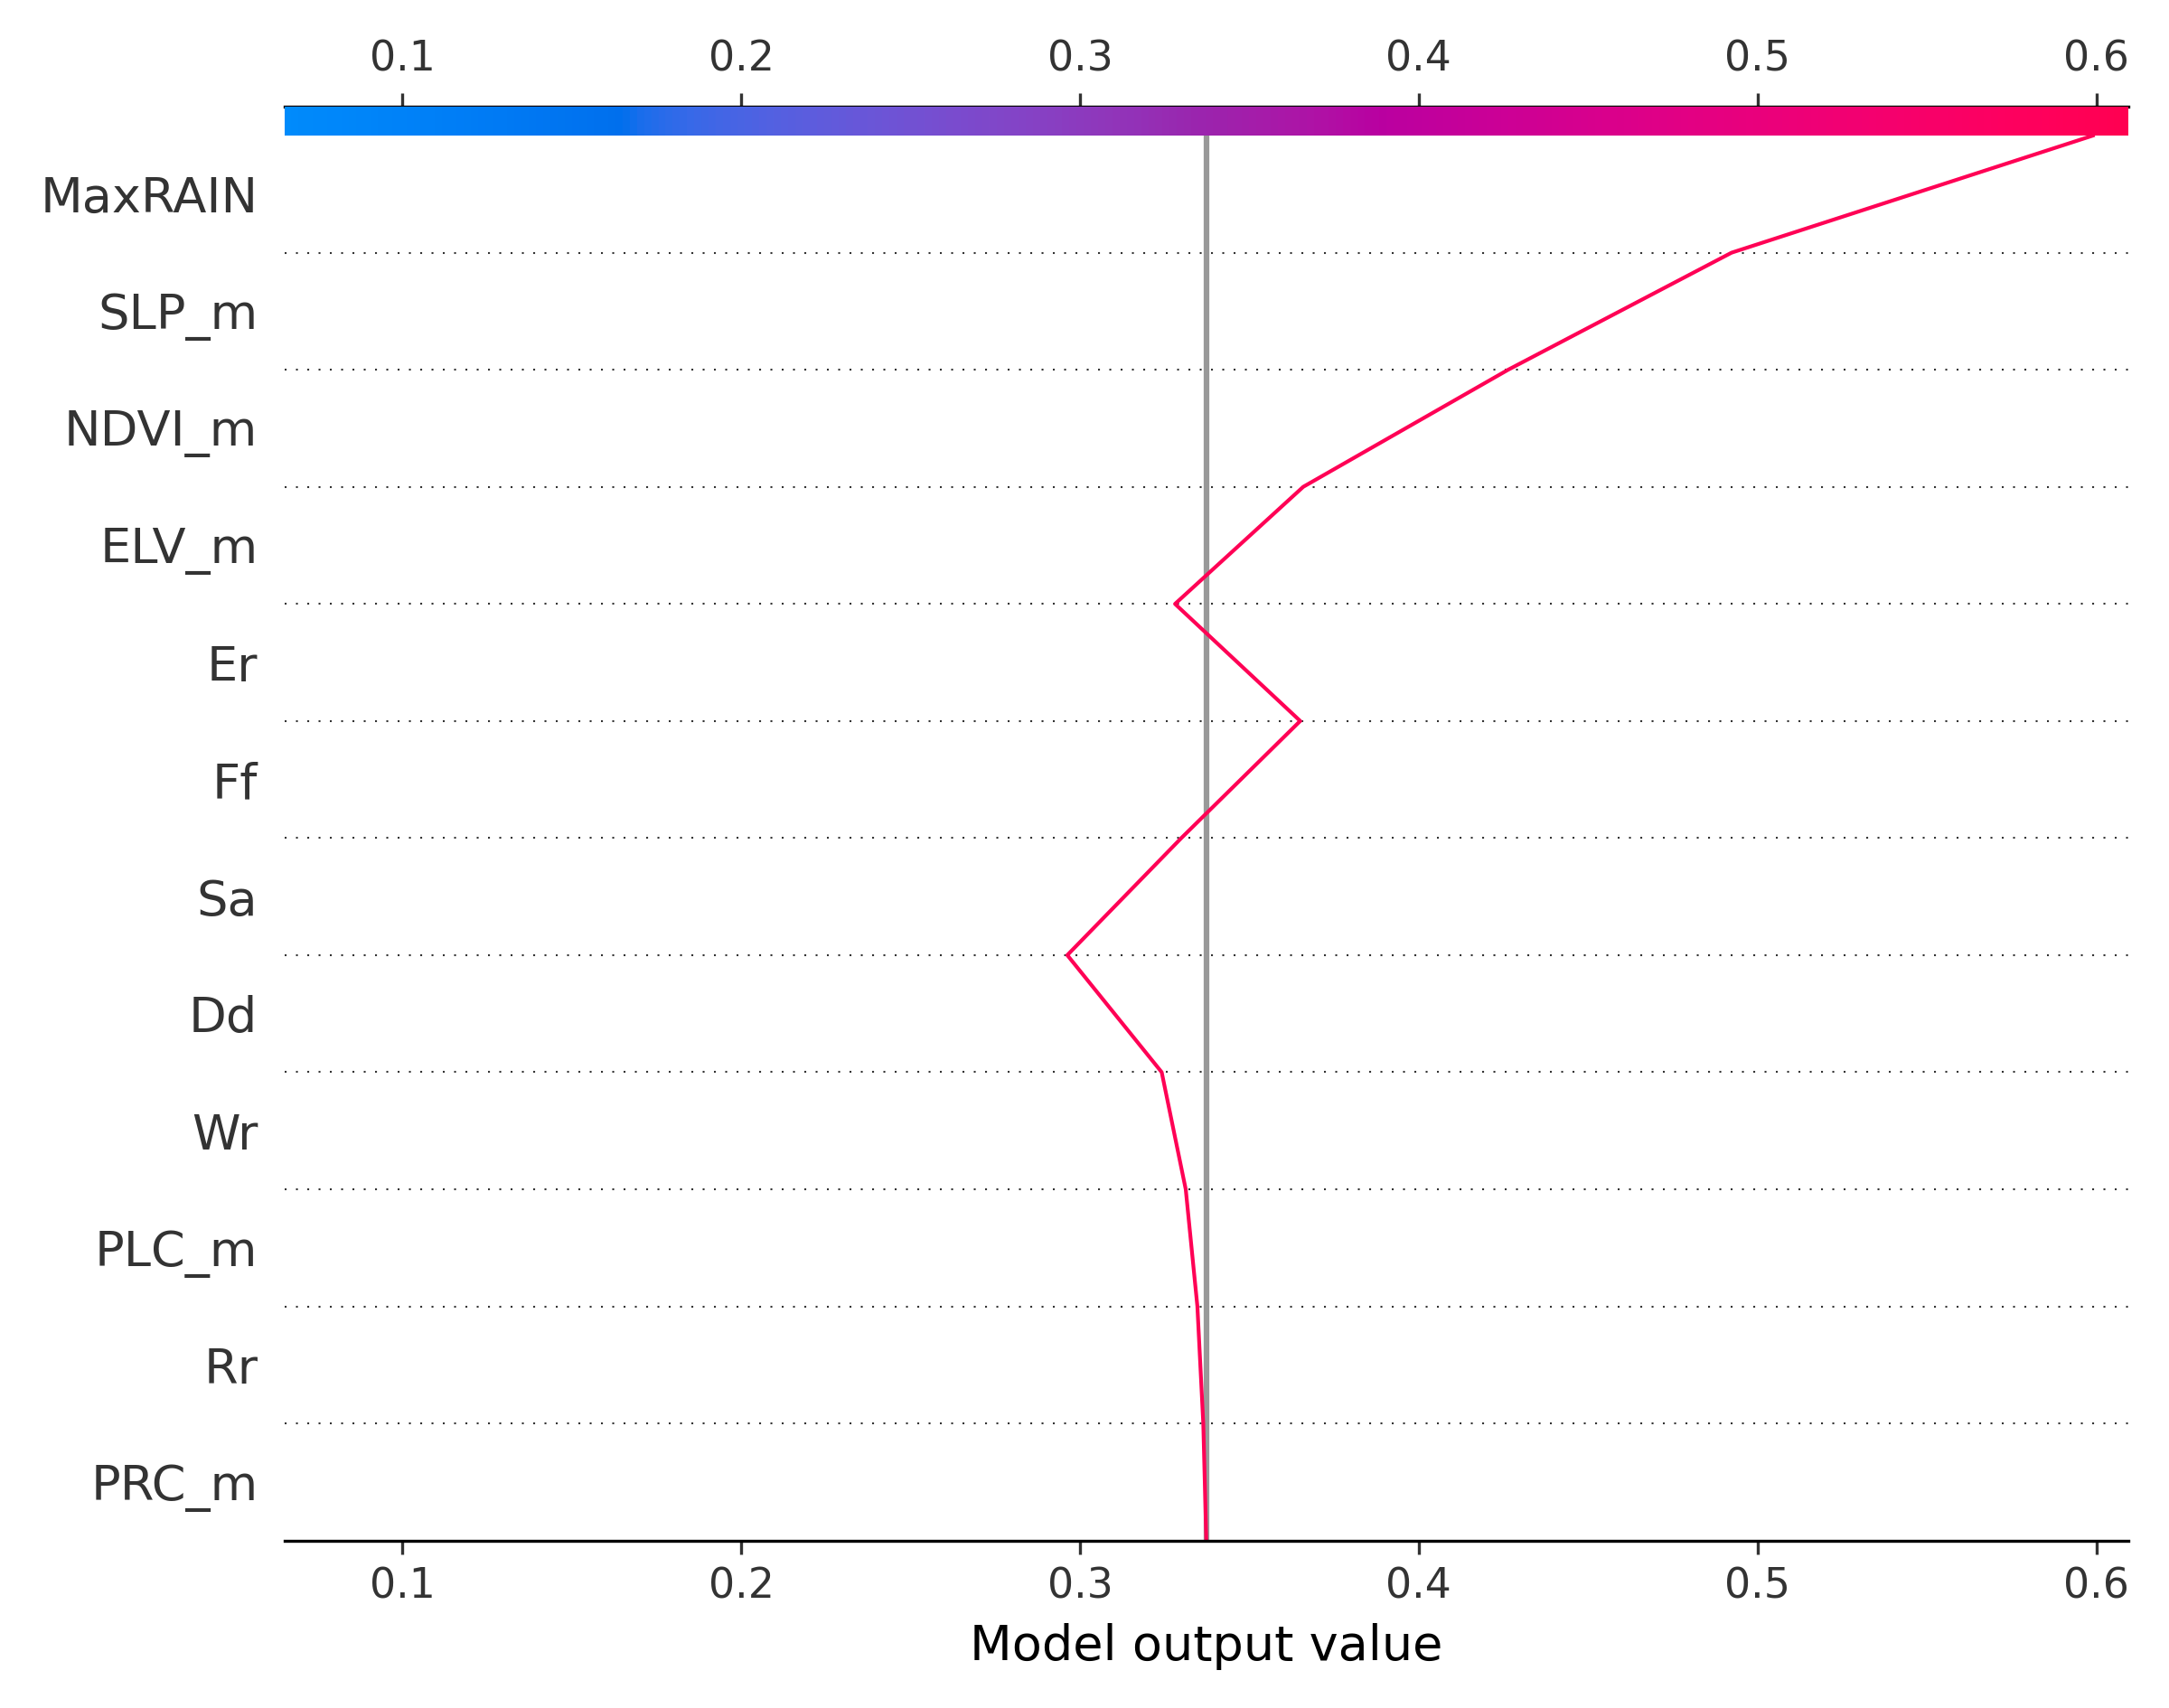 0.1 0.2 0.3 0.4 0.5 0.6
MaxRAIN
SLP_m
NDVI_m
ELV_m
Er
Ff
Sa
Dd
Wr
PLC_m
Rr
PRC_m
0.1 0.2 0.3 0.4 0.5 0.6
Model output value